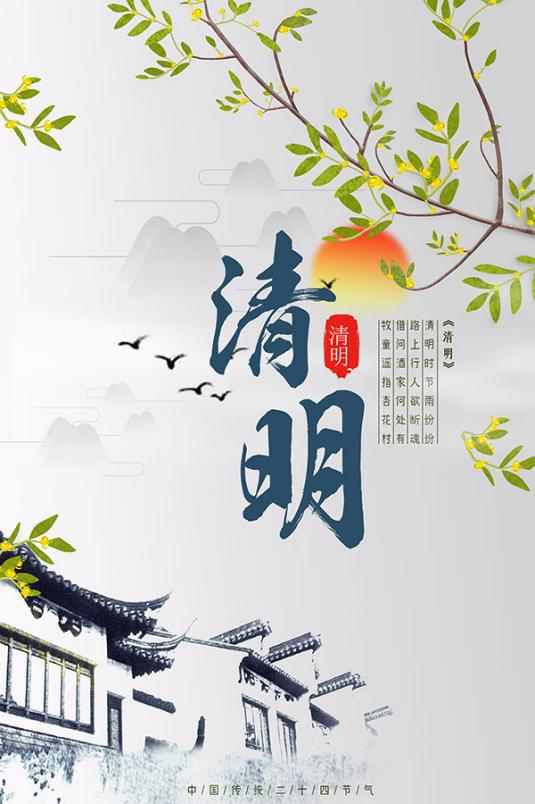 清明
清明
《清明》
清明时节雨纷纷
路上行人欲断魂
借问酒家何处有
牧童遥指杏花村
中国传统二十四节气